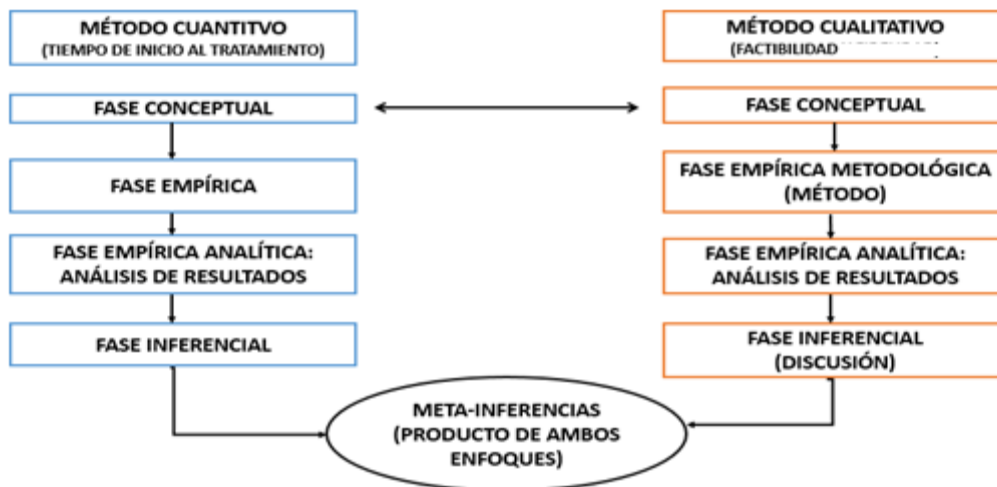 MÉTODO CUANTITVO
(TIEMPO DE INICIO AL TRATAMIENTO)
FASE CONCEPTUAL
FASE EMPÍRICA
FASE EMPÍRICA ANALÍTICA:
ANÁLISIS DE RESULTADOS
FASE INFERENCIAL
MÉTODO CUALITATIVO
(FACTIBILIDAD
FASE CONCEPTUAL
FASE EMPÍRICA METODOLÓGICA
(MÉTODO)
FASE EMPÍRICA ANALÍTICA:
ANÁLISIS DE RESULTADOS
FASE INFERENCIAL
(DISCUSIÓN)
META-INFERENCIAS
(PRODUCTO DE AMBOS
ENFOQUES)